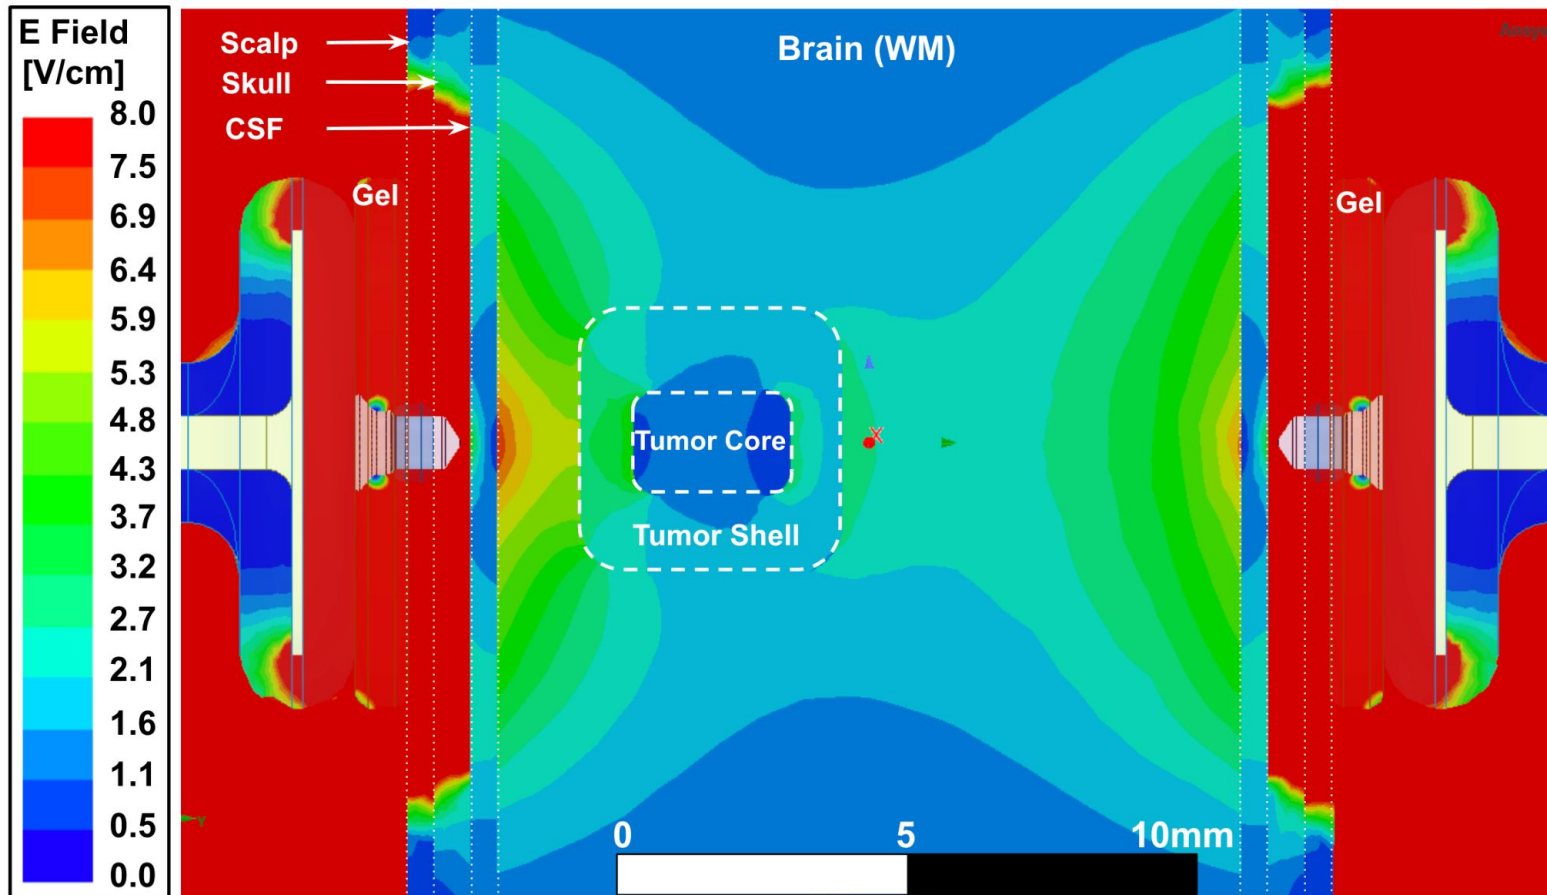 E Field
[V/cm]
8.0
7.5
6.9
6.4
5.9
5.3
4.8
4.3
3.7
3.2
2.7
2.1
1.6
1.1
0.5
0.0
Scalp
Skull
CSF
Brain (WM)
Gel
Gel
Tumor Core
X
Tumor Shell
Y
0 5 10mm